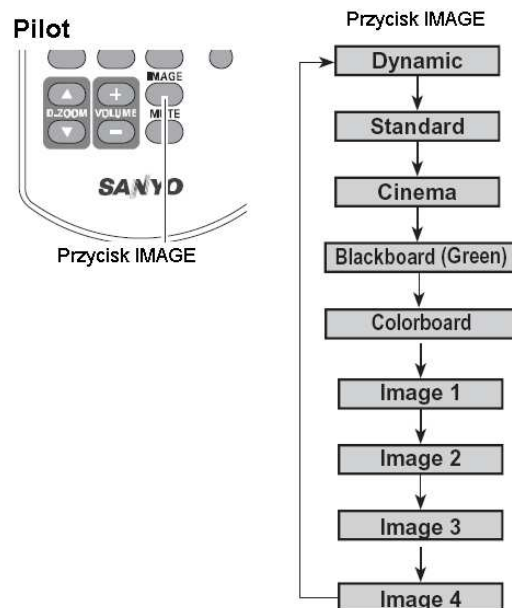 Pilot
IMAGE
D.ZOOM
VOLUME
MUTE
SANYO
Przycisk IMAGE
Przycisk IMAGE
Dynamic
Standard
Cinema
Blackboard (Green)
Colorboard
Image 1
Image 2
Image 3
Image 4